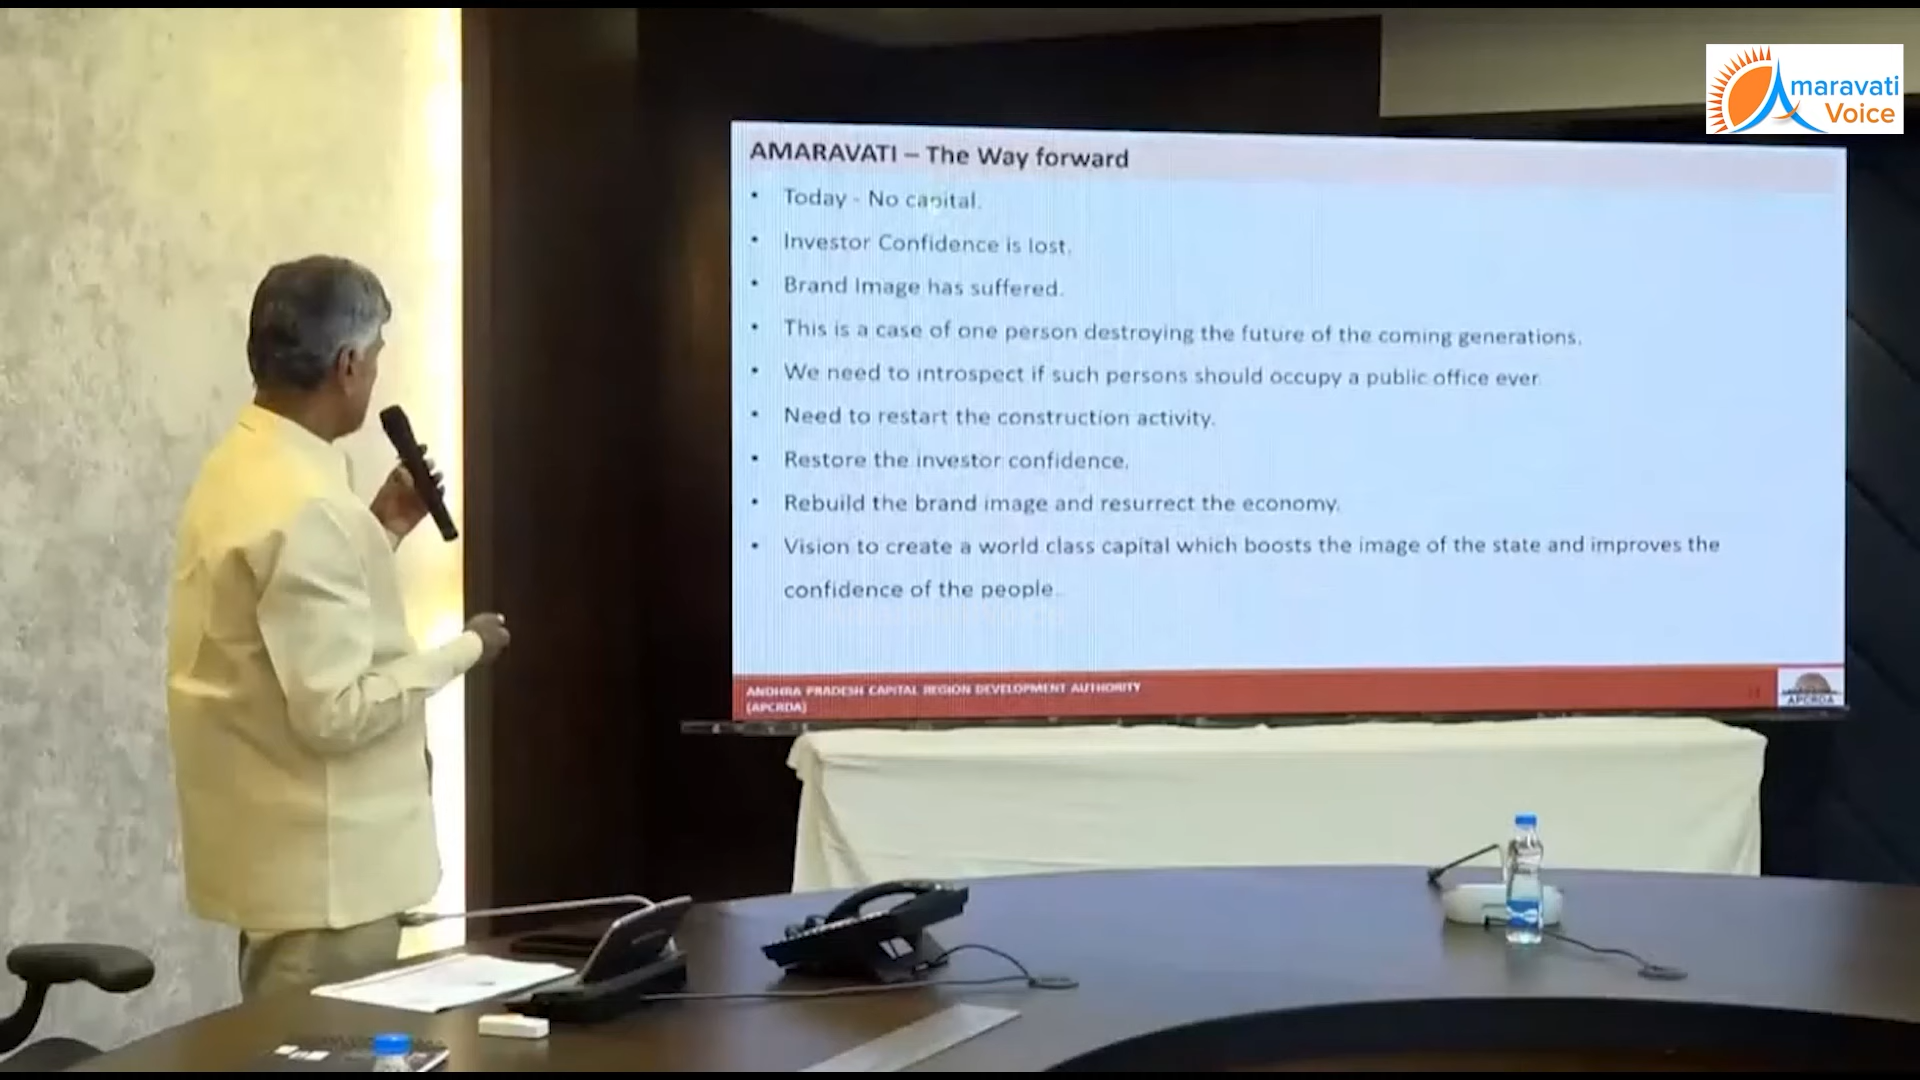 maravati
Voice
AMARAVATI – The Way forward
• Today - No capital.
• Investor Confidence is lost.
• Brand Image has suffered.
• This is a case of one person destroying the future of the coming generations.
• We need to introspect if such persons should occupy a public office ever
• Need to restart the construction activity.
• Restore the investor confidence.
• Rebuild the brand image and resurrect the economy.
• Vision to create a world class capital which boosts the image of the state and improves the
confidence of the people.
ANDHRA PRADESH CAPITAL REGION DEVELOPMENT AUTHORITY
(APCRDA)
APCRDA